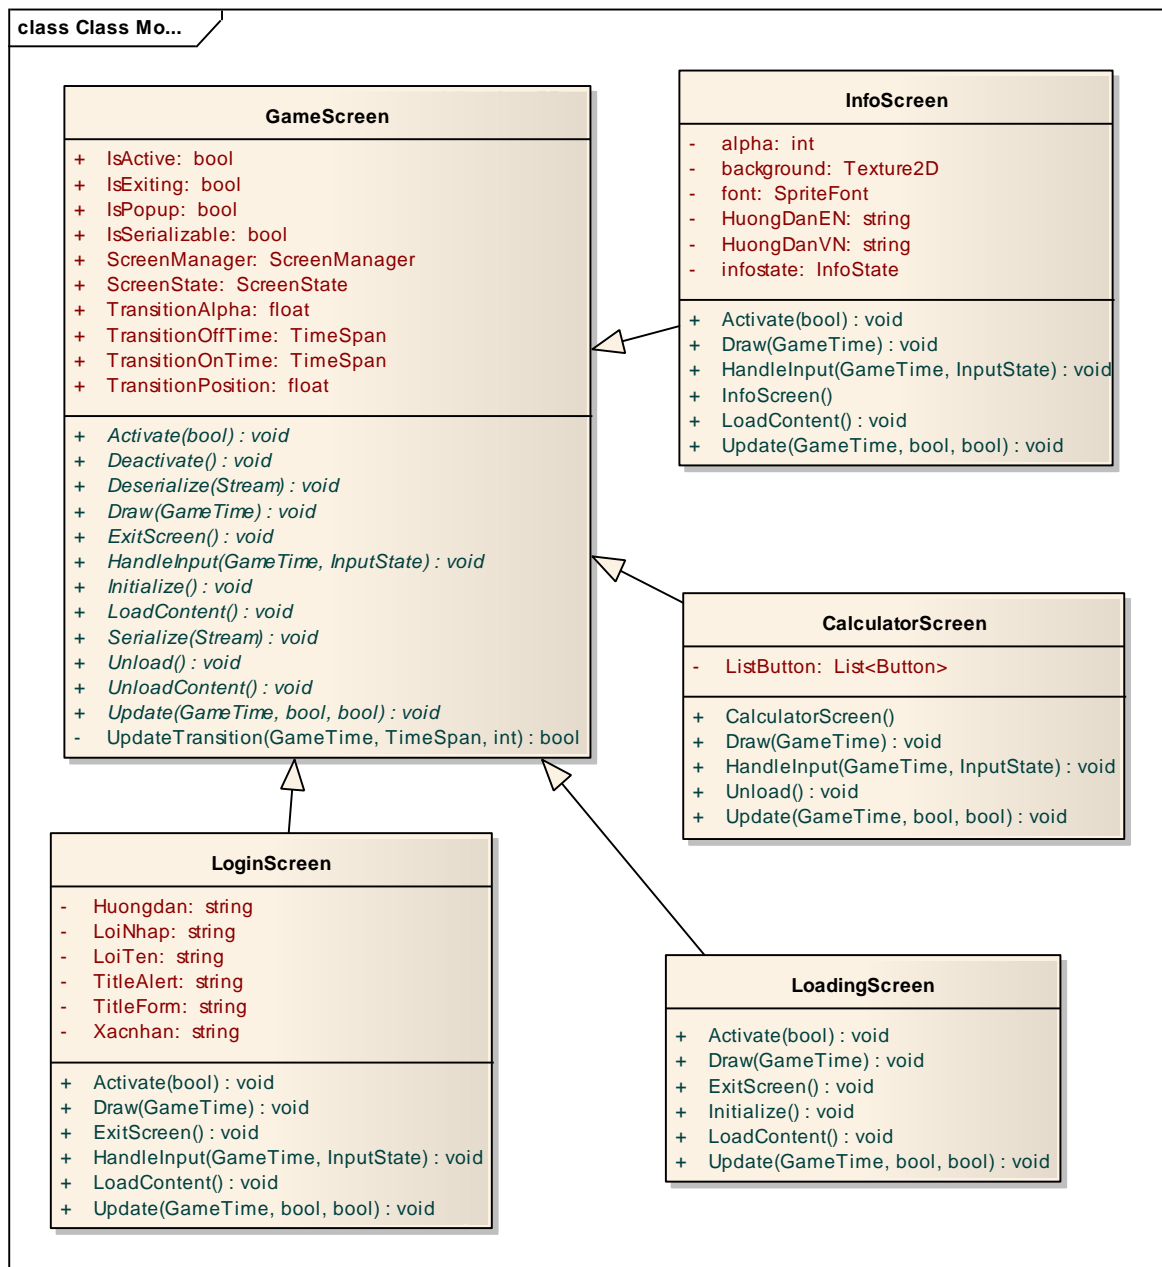 class Class Mo...
GameScreen
+ IsActive: bool
+ IsExiting: bool
+ IsPopup: bool
+ IsSerializable: bool
+ ScreenManager: ScreenManager
+ ScreenState: ScreenState
+ TransitionAlpha: float
+ TransitionOffTime: TimeSpan
+ TransitionOnTime: TimeSpan
+ TransitionPosition: float
+ Activate(bool) : void
+ Deactivate() : void
+ Deserialize(Stream) : void
+ Draw(GameTime) : void
+ ExitScreen() : void
+ HandleInput(GameTime, InputState) : void
+ Initialize() : void
+ LoadContent() : void
+ Serialize(Stream) : void
+ Unload() : void
+ UnloadContent() : void
+ Update(GameTime, bool, bool) : void
- UpdateTransition(GameTime, TimeSpan, int) : bool
InfoScreen
- alpha: int
- background: Texture2D
- font: SpriteFont
- HuongDanEN: string
- HuongDanVN: string
- infostate: InfoState
+ Activate(bool) : void
+ Draw(GameTime) : void
+ HandleInput(GameTime, InputState) : void
+ InfoScreen()
+ LoadContent() : void
+ Update(GameTime, bool, bool) : void
CalculatorScreen
- ListButton: List<Button>
+ CalculatorScreen()
+ Draw(GameTime) : void
+ HandleInput(GameTime, InputState) : void
+ Unload() : void
+ Update(GameTime, bool, bool) : void
LoginScreen
- Huongdan: string
- LoiNhap: string
- LoiTen: string
- TitleAlert: string
- TitleForm: string
- Xacnhan: string
+ Activate(bool) : void
+ Draw(GameTime) : void
+ ExitScreen() : void
+ HandleInput(GameTime, InputState) : void
+ LoadContent() : void
+ Update(GameTime, bool, bool) : void
LoadingScreen
+ Activate(bool) : void
+ Draw(GameTime) : void
+ ExitScreen() : void
+ Initialize() : void
+ LoadContent() : void
+ Update(GameTime, bool, bool) : void